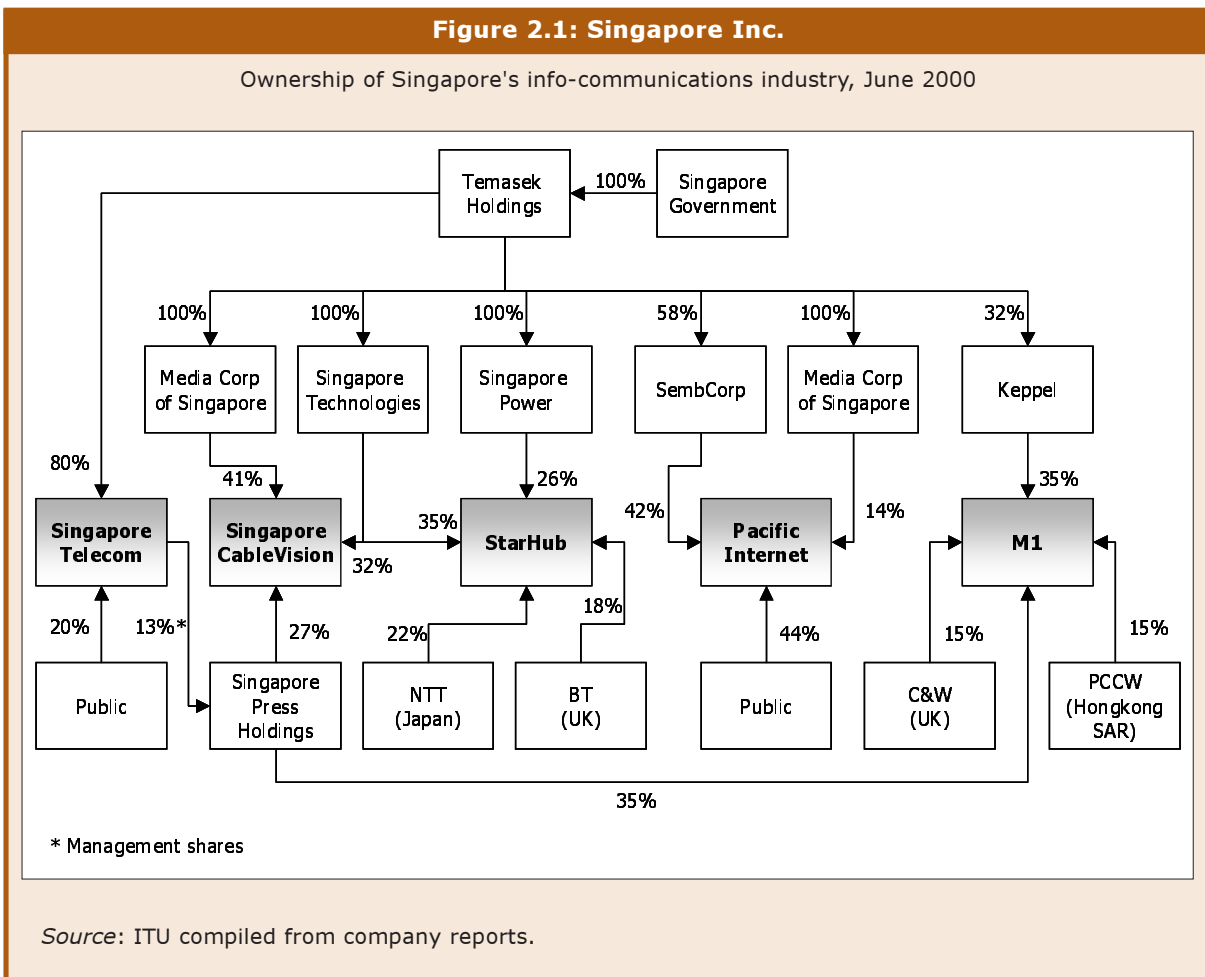 Figure 2.1: Singapore Inc.
Ownership of Singapore's info-communications industry, June 2000
Temasek
Holdings
100%
Singapore
Government
100%
100%
100%
58%
100%
32%
Media Corp
of Singapore
Singapore
Technologies
Singapore
Power
SembCorp
Media Corp
of Singapore
Keppel
80%
41%
26%
35%
42%
14%
35%
32%
Singapore
Telecom
Singapore
CableVision
StarHub
Pacific
Internet
M1
20%
13%*
27%
22%
18%
44%
15%
15%
Public
Singapore
Press
Holdings
NTT
(Japan)
BT
(UK)
Public
C&W
(UK)
PCCW
(Hongkong
SAR)
35%
* Management shares
Source: ITU compiled from company reports.